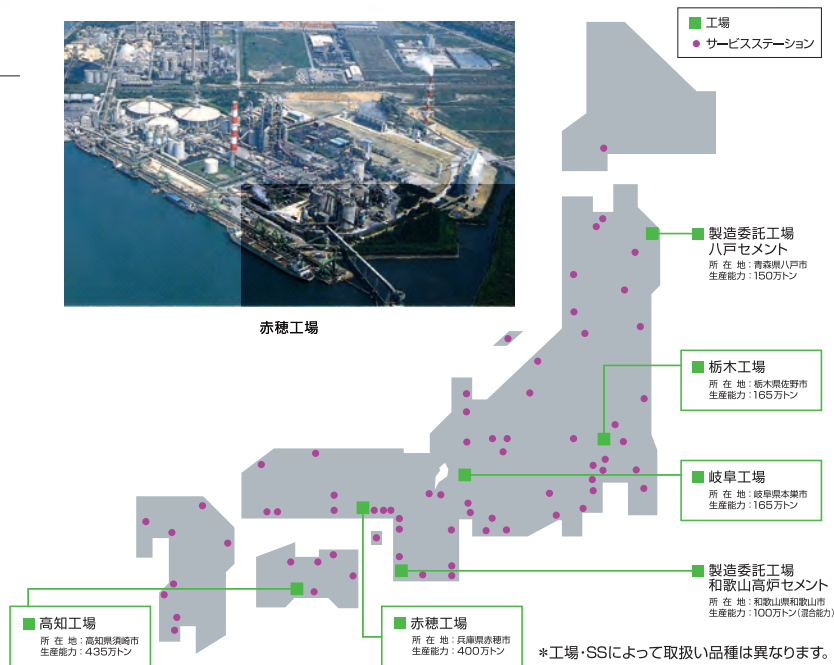 工場
サービスステーション
赤穂工場
製造委託工場
八戸セメント
所 在 地:青森県八戸市
生産能力:150万トン
栃木工場
所 在 地:栃木県佐野市
生産能力:165万トン
岐阜工場
所 在 地:岐阜県本巣市
生産能力:165万トン
製造委託工場
和歌山高炉セメント
所 在 地:和歌山県和歌山市
生産能力:100万トン(混合能力)
高知工場
所 在 地:高知県須崎市
生産能力:435万トン
赤穂工場
所 在 地:兵庫県赤穂市
生産能力:400万トン
*工場・SSによって取扱い品種は異なります。